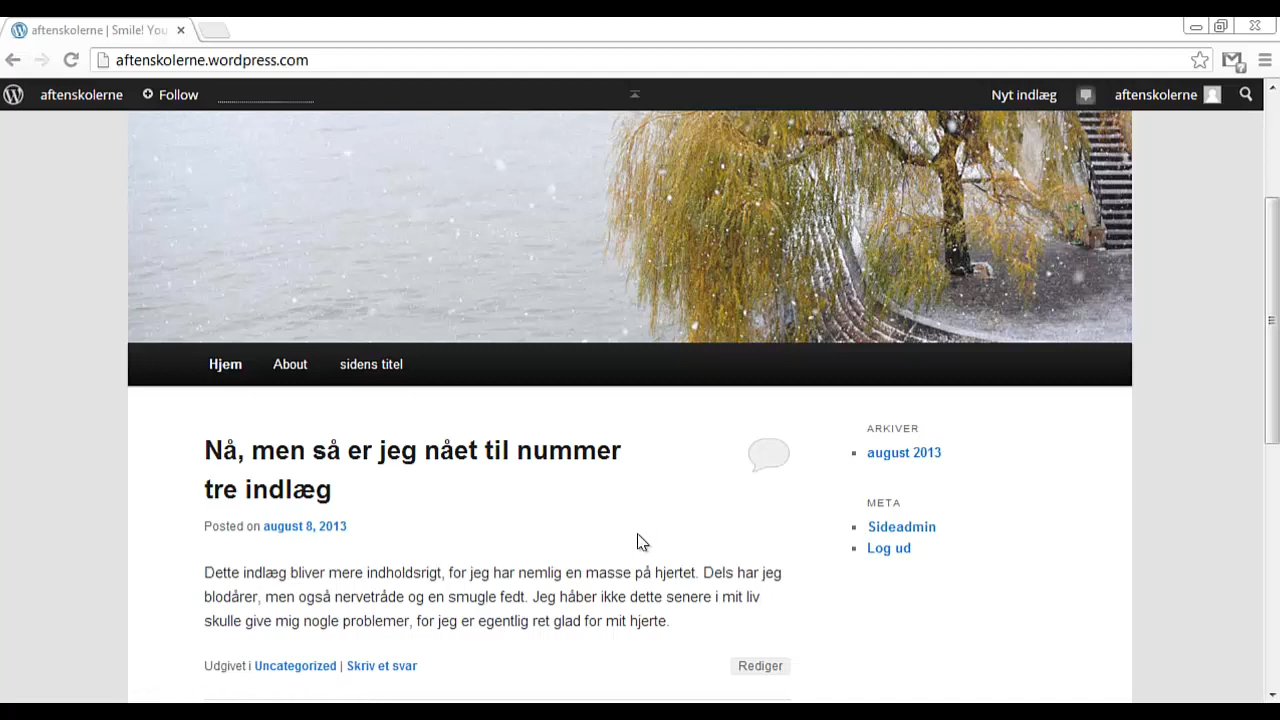 aftenskolerne | Smile! You
aftenskolerne.wordpress.com
aftenskolerne Follow Nyt indlæg aftenskolerne
Hjem About sidens titel
Nå, men så er jeg nået til nummer
tre indlæg
Posted on august 8, 2013
Dette indlæg bliver mere indholdsrigt, for jeg har nemlig en masse på hjertet. Dels har jeg
blodårer, men også nervetråde og en smugle fedt. Jeg håber ikke dette senere i mit liv
skulle give mig nogle problemer, for jeg er egentlig ret glad for mit hjerte.
Udgivet i Uncategorized | Skriv et svar Rediger
ARKIVER
august 2013
META
Sideadmin
Log ud